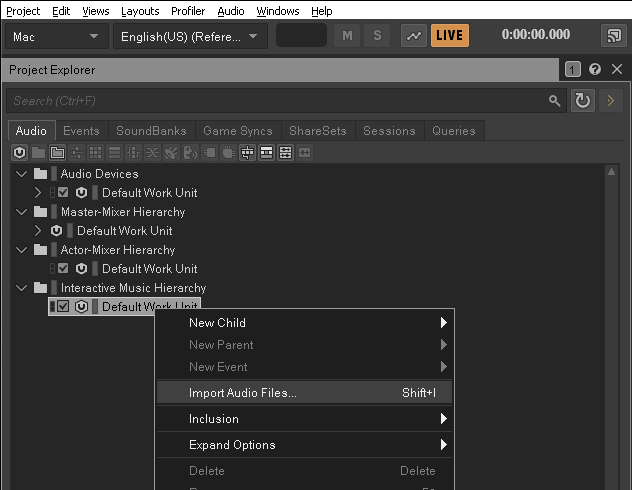 Project Edit Views Layouts Profiler Audio Windows Help
Mac English(US) (Refere... M S LIVE 0:00:00.000
Project Explorer 1
Search (Ctrl+F)
Audio Events SoundBanks Game Syncs ShareSets Sessions Queries
Audio Devices
Default Work Unit
Master-Mixer Hierarchy
Default Work Unit
Actor-Mixer Hierarchy
Default Work Unit
Interactive Music Hierarchy
Default Work Unit
New Child
New Parent
New Event
Import Audio Files... Shift+I
Inclusion
Expand Options
Delete Delete